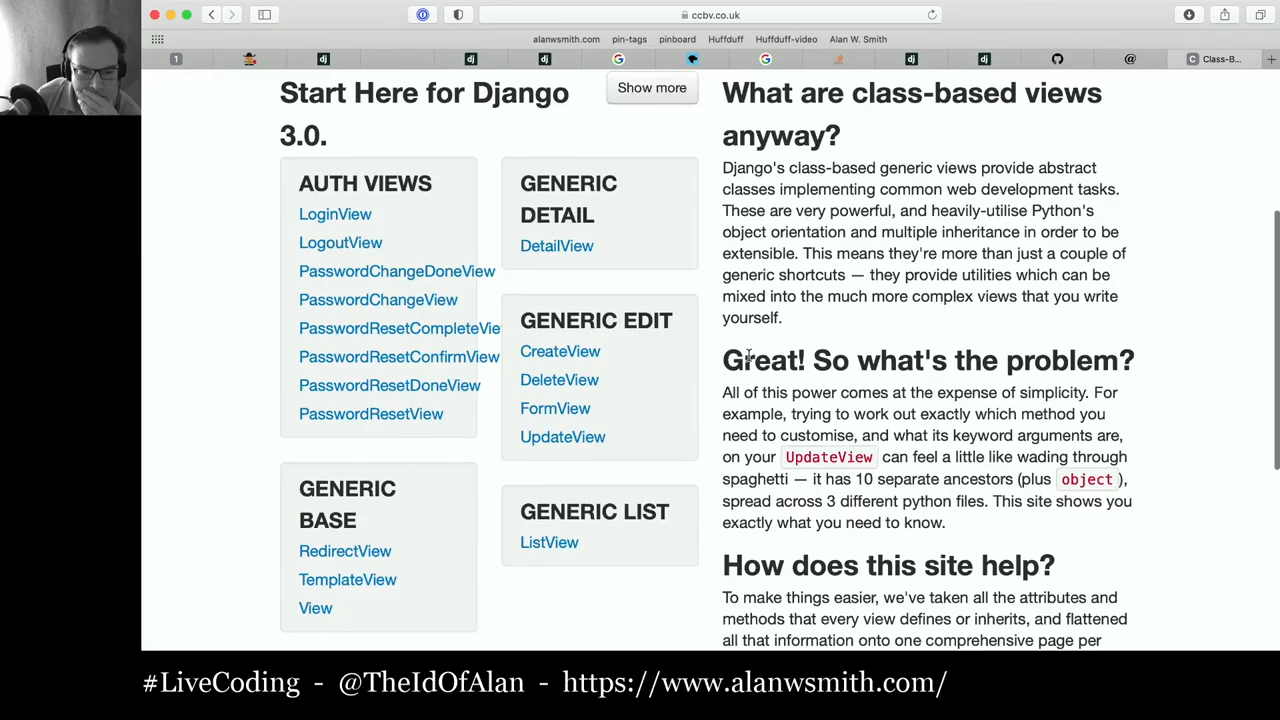 ccbv.co.uk
alanwsmith.com pin-tags pinboard Huffduff Huffduff-video Alan W. Smith
1 dj dj dj G G dj dj @ C Class-B...
Start Here for Django
3.0.
Show more
AUTH VIEWS
LoginView
LogoutView
PasswordChangeDoneView
PasswordChangeView
PasswordResetCompleteVie
PasswordResetConfirmView
PasswordResetDoneView
PasswordResetView
GENERIC
BASE
RedirectView
TemplateView
View
GENERIC
DETAIL
DetailView
GENERIC EDIT
CreateView
DeleteView
FormView
UpdateView
GENERIC LIST
ListView
What are class-based views
anyway?
Django's class-based generic views provide abstract
classes implementing common web development tasks.
These are very powerful, and heavily-utilise Python's
object orientation and multiple inheritance in order to be
extensible. This means they're more than just a couple of
generic shortcuts — they provide utilities which can be
mixed into the much more complex views that you write
yourself.
Great! So what's the problem?
All of this power comes at the expense of simplicity. For
example, trying to work out exactly which method you
need to customise, and what its keyword arguments are,
on your UpdateView can feel a little like wading through
spaghetti — it has 10 separate ancestors (plus object),
spread across 3 different python files. This site shows you
exactly what you need to know.
How does this site help?
To make things easier, we've taken all the attributes and
methods that every view defines or inherits, and flattened
all that information onto one comprehensive page per
#LiveCoding - @TheIdOfAlan - https://www.alanwsmith.com/